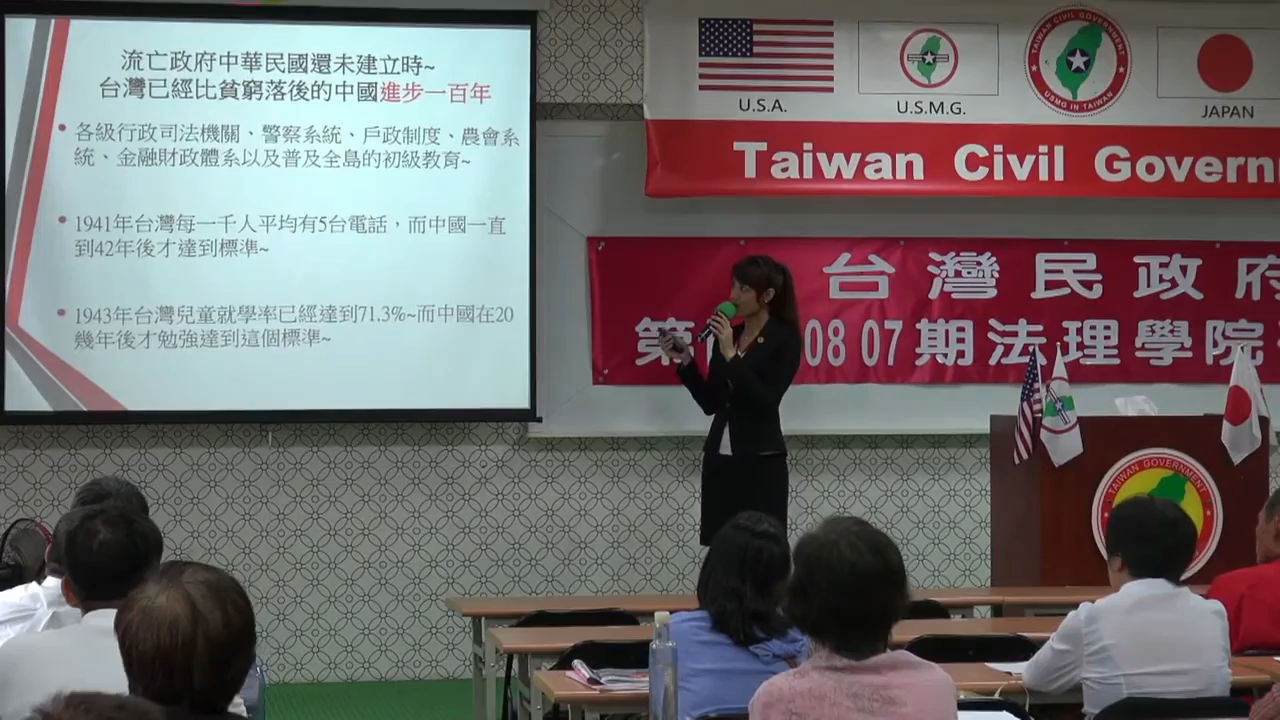 流亡政府中華民國還未建立時~
台灣已經比貧窮落後的中國進步一百年
• 各級行政司法機關、警察系統、戶政制度、農會系
統、金融財政體系以及普及全島的初級教育~
• 1941年台灣每一千人平均有5台電話，而中國一直
到42年後才達到標準~
• 1943年台灣兒童就學率已經達到71.3%~而中國在20
幾年後才勉強達到這個標準~
U.S.A.
U.S.M.G.
TAIWAN CIVIL GOVERNMENT
USMG IN TAIWAN
JAPAN
Taiwan Civil Governm
台灣民政府
第 08 07期法理學院
TAIWAN GOVERNMENT